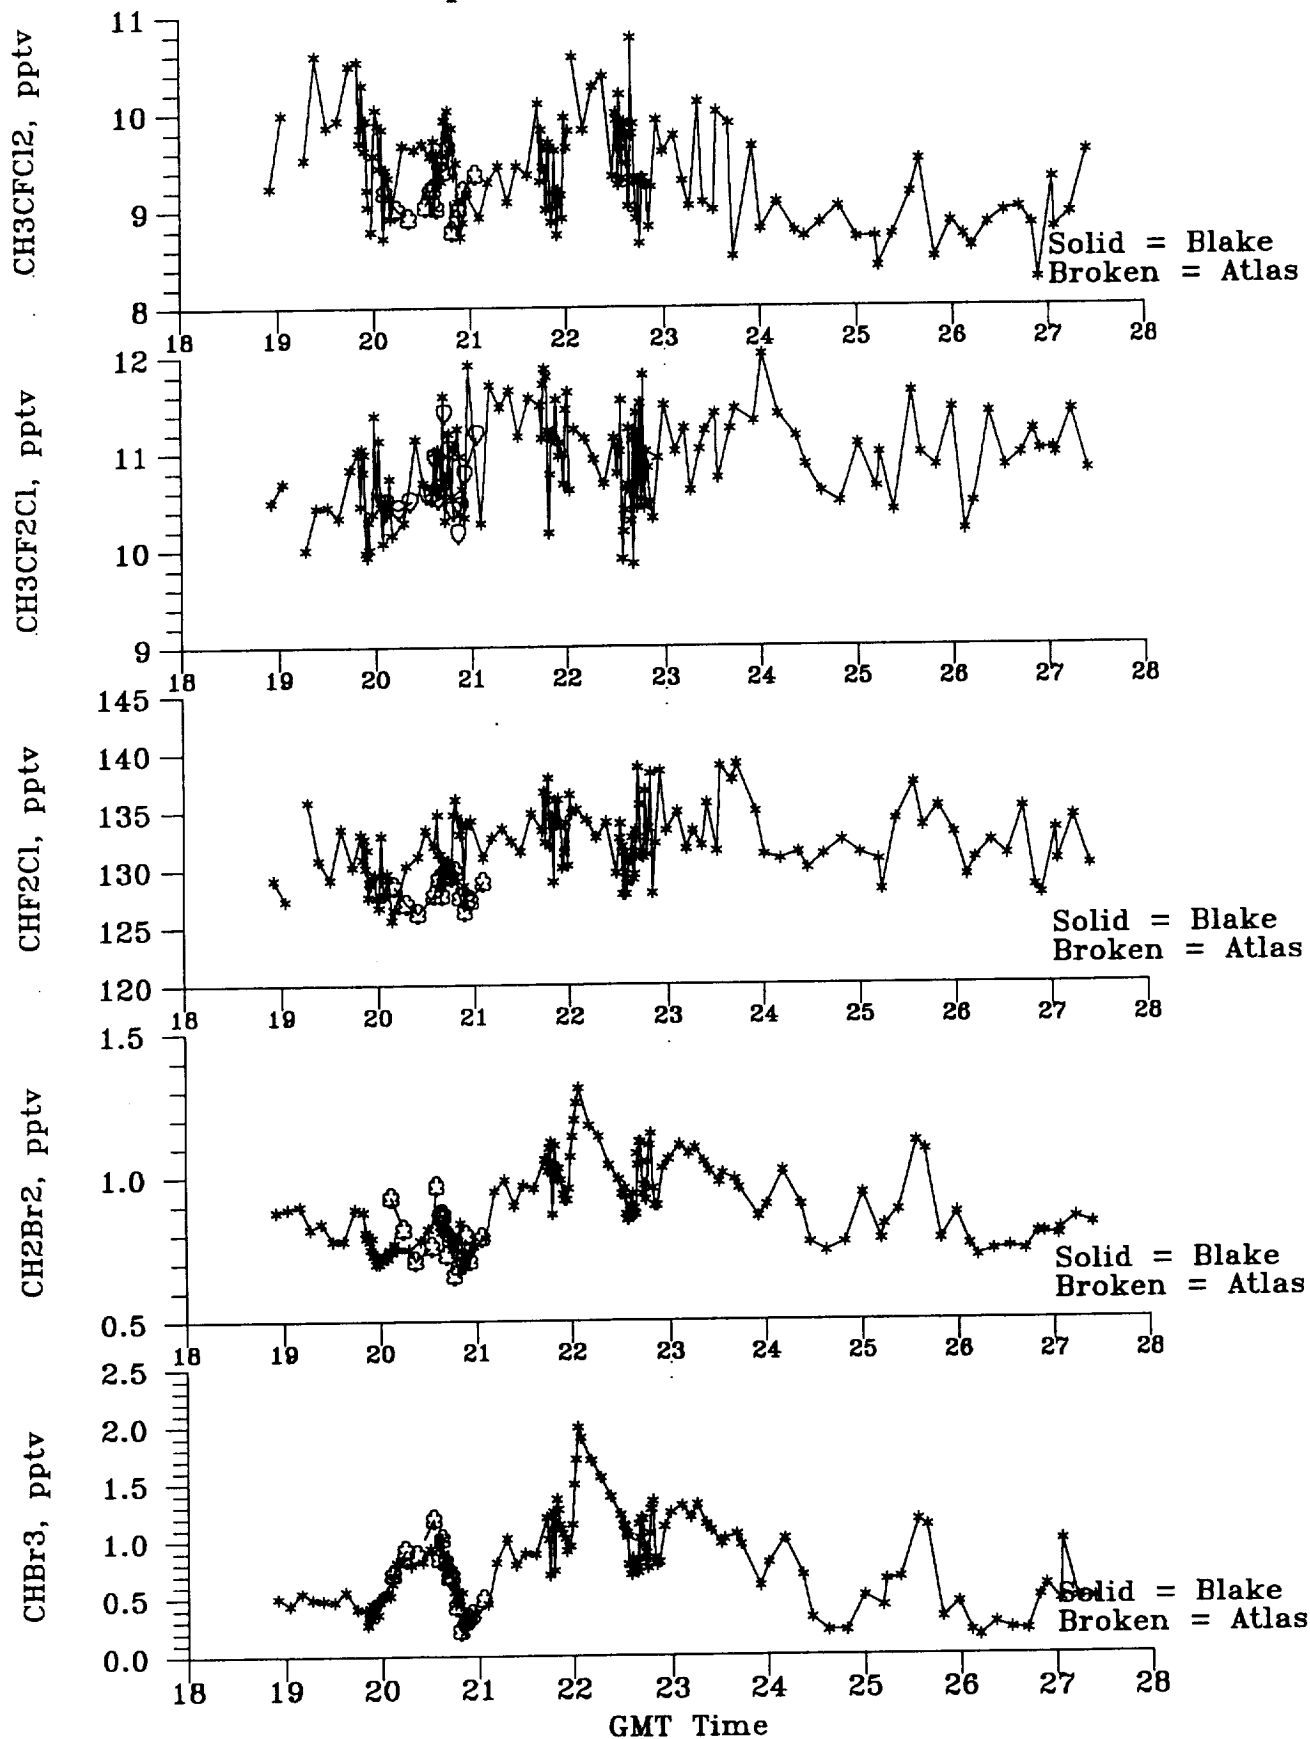 11
10
9
8
CH3CFCl2, pptv
Solid = Blake
Broken = Atlas
18 19 20 21 22 23 24 25 26 27 28
12
11
10
9
CH3CF2Cl, pptv
18 19 20 21 22 23 24 25 26 27 28
145
140
135
130
125
120
CHF2Cl, pptv
Solid = Blake
Broken = Atlas
18 19 20 21 22 23 24 25 26 27 28
1.5
1.0
0.5
CH2Br2, pptv
Solid = Blake
Broken = Atlas
18 19 20 21 22 23 24 25 26 27 28
2.5
2.0
1.5
1.0
0.5
0.0
CHBr3, pptv
Solid = Blake
Broken = Atlas
18 19 20 21 22 23 24 25 26 27 28
GMT Time